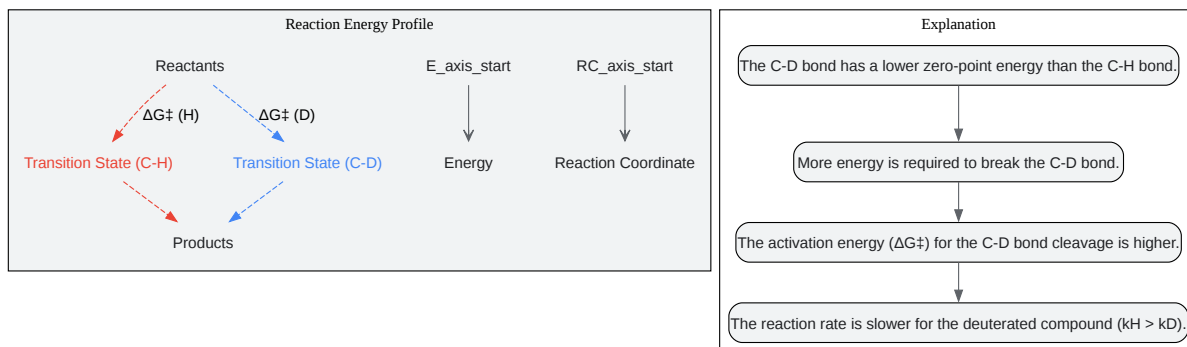 Reaction Energy Profile
Reactants
E_axis_start
RC_axis_start
ΔG‡ (H)
ΔG‡ (D)
Transition State (C-H)
Transition State (C-D)
Energy
Reaction Coordinate
Products
Explanation
The C-D bond has a lower zero-point energy than the C-H bond.
More energy is required to break the C-D bond.
The activation energy (ΔG‡) for the C-D bond cleavage is higher.
The reaction rate is slower for the deuterated compound (kH > kD).